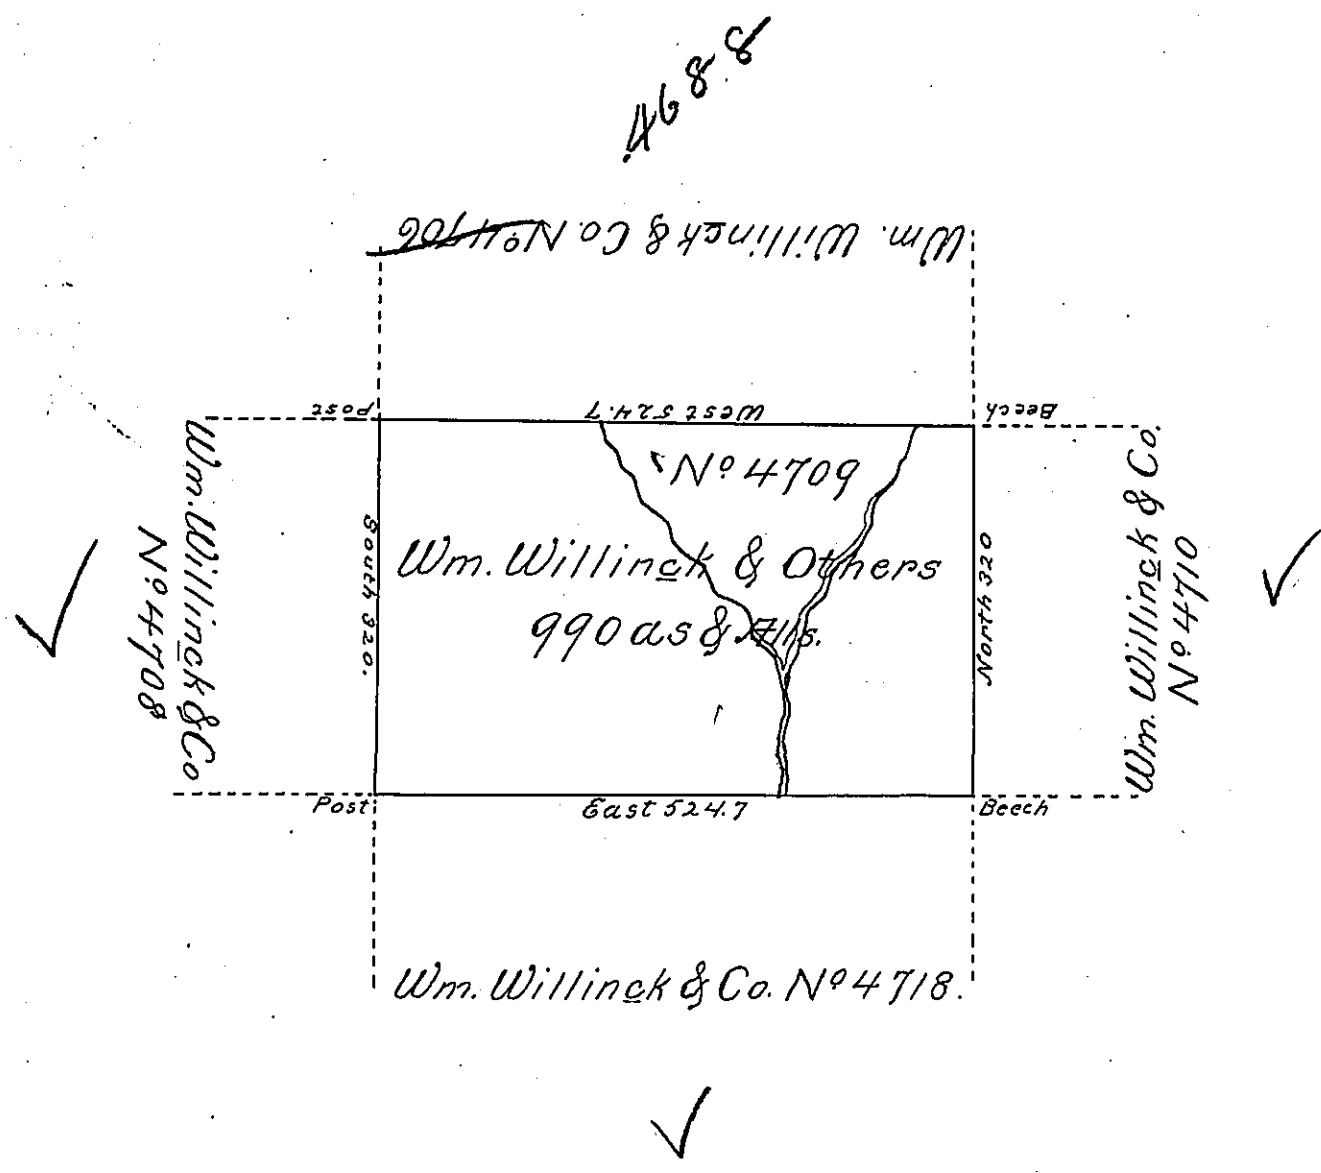 4688
Wm. Willinck & Co. Nº 4706
Post
West 524.7
Beech
Nº 4709
Wm. Willinck & Others
990 as & Alls.
South 320.
North 320
Wm. Willinck & Co
Nº 4708
Wm. Willinck & Co.
Nº 4710
Post
East 524.7
Beech
Wm. Willinck & Co. Nº 4718.